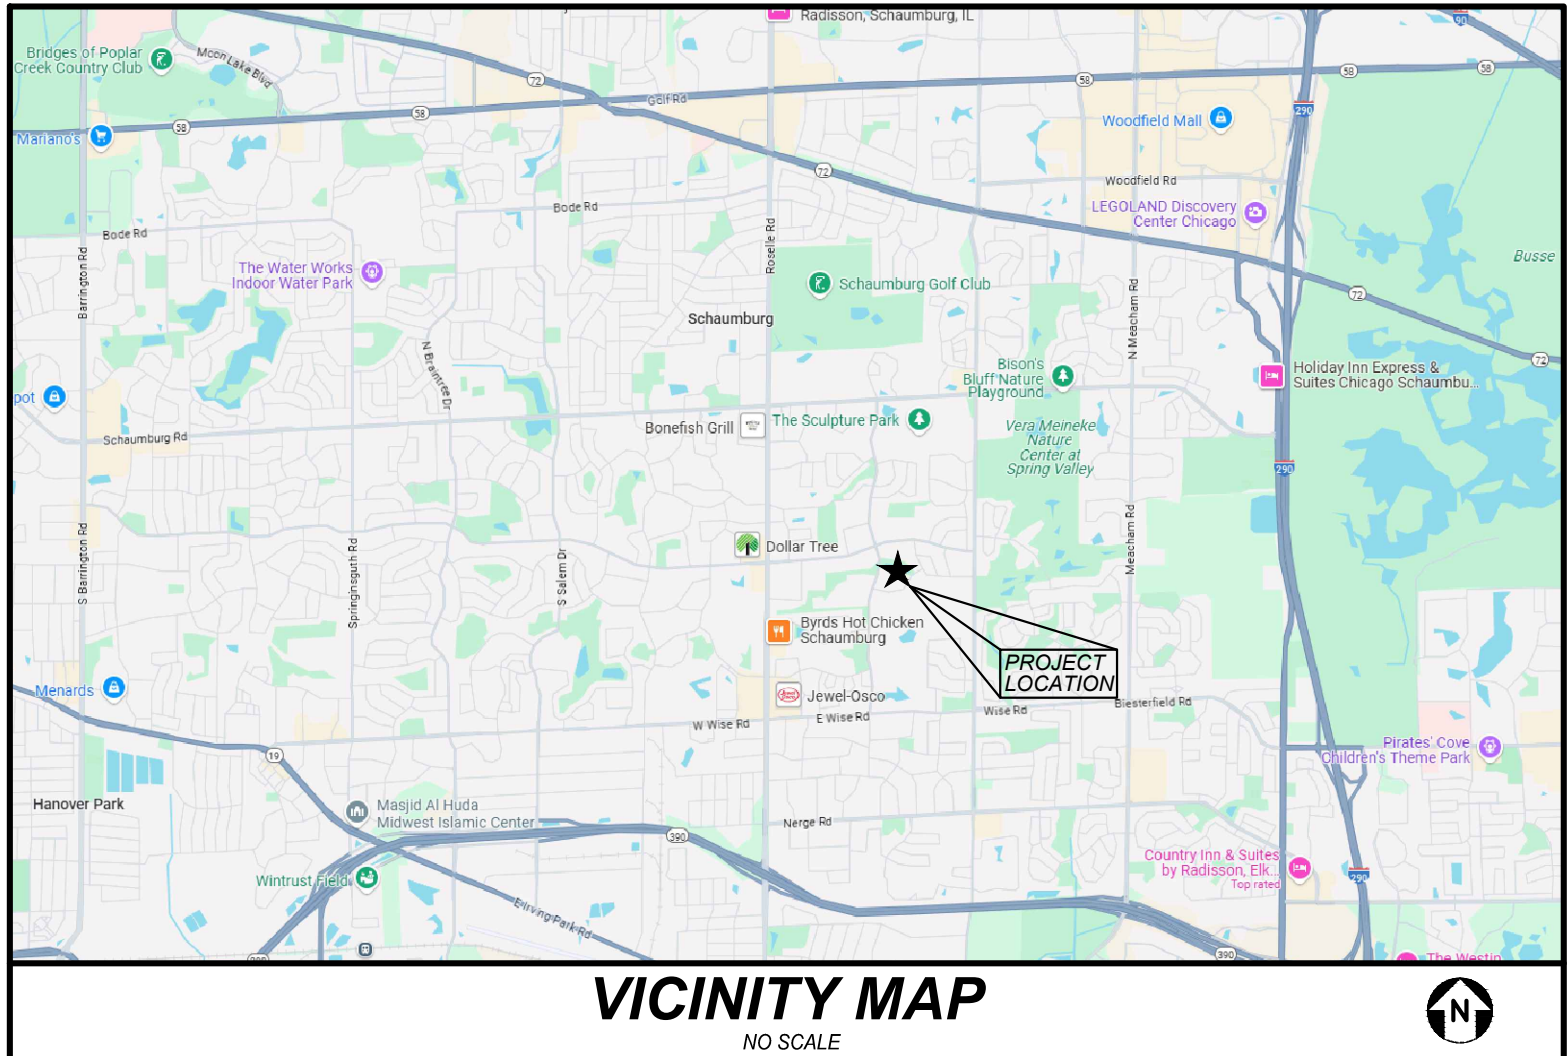 Radisson, Schaumburg, IL
90
Bridges of Poplar
Creek Country Club
Moon Lake Blvd
72
58
58
58
Golf Rd
58
58
290
Mariano's
Woodfield Mall
72
Woodfield Rd
LEGOLAND Discovery
Center Chicago
Bode Rd
Bode Rd
Barrington Rd
Roselle Rd
Busse
The Water Works
Indoor Water Park
Schaumburg Golf Club
72
Schaumburg
N Meacham Rd
N Braintree Dr
72
Bison's
Bluff Nature
Playground
Holiday Inn Express &
Suites Chicago Schaumbu...
pot
Schaumburg Rd
Bonefish Grill
The Sculpture Park
Vera Meineke
Nature
Center at
Spring Valley
290
S Barrington Rd
Springinsguth Rd
S Salem Dr
Meacham Rd
Dollar Tree
Byrds Hot Chicken
Schaumburg
PROJECT
LOCATION
Menards
Jewel-Osco
W Wise Rd
E Wise Rd
Wise Rd
Biesterfield Rd
19
Pirates' Cove
Children's Theme Park
Hanover Park
Masjid Al Huda
Midwest Islamic Center
390
Nerge Rd
Country Inn & Suites
by Radisson, Elk...
Top rated
290
Wintrust Field
E Irving Park Rd
390
The Westin
VICINITY MAP
NO SCALE
N